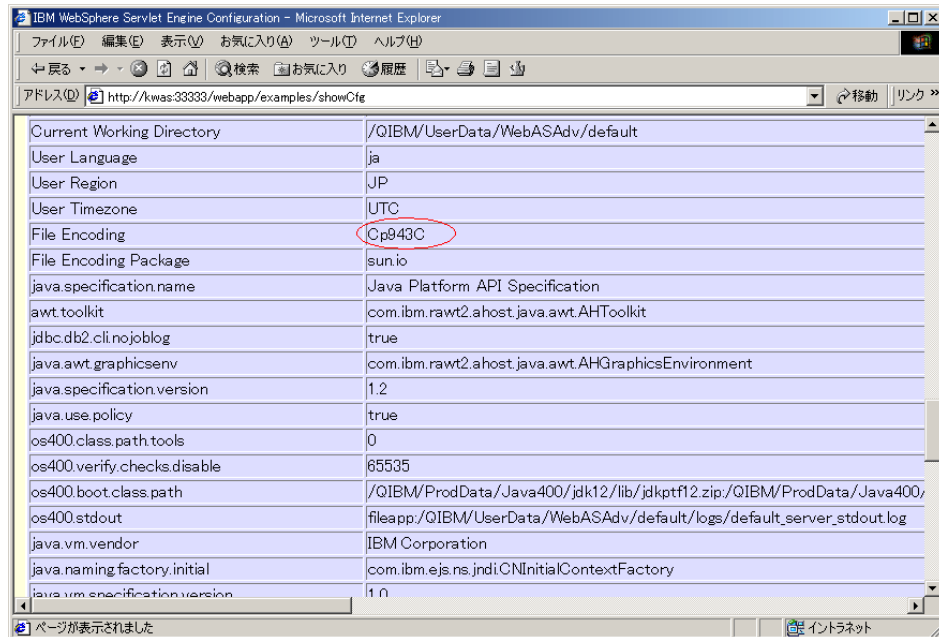 IBM WebSphere Servlet Engine Configuration - Microsoft Internet Explorer
ファイル(F) 編集(E) 表示(V) お気に入り(A) ツール(T) ヘルプ(H)
戻る 検索 お気に入り 履歴
アドレス(D) http://kwas:33333/webapp/examples/showCfg 移動 リンク »
Current Working Directory /QIBM/UserData/WebASAdv/default
User Language ja
User Region JP
User Timezone UTC
File Encoding Cp943C
File Encoding Package sun.io
java.specification.name Java Platform API Specification
awt.toolkit com.ibm.rawt2.ahost.java.awt.AHToolkit
jdbc.db2.cli.nojoblog true
java.awt.graphicsenv com.ibm.rawt2.ahost.java.awt.AHGraphicsEnvironment
java.specification.version 1.2
java.use.policy true
os400.class.path.tools 0
os400.verify.checks.disable 65535
os400.boot.class.path /QIBM/ProdData/Java400/jdk12/lib/jdkptf12.zip:/QIBM/ProdData/Java400/
os400.stdout fileapp:/QIBM/UserData/WebASAdv/default/logs/default_server_stdout.log
java.vm.vendor IBM Corporation
java.naming.factory.initial com.ibm.ejs.ns.jndi.CNInitialContextFactory
java.vm.specification.version 1.0
ページが表示されました イントラネット